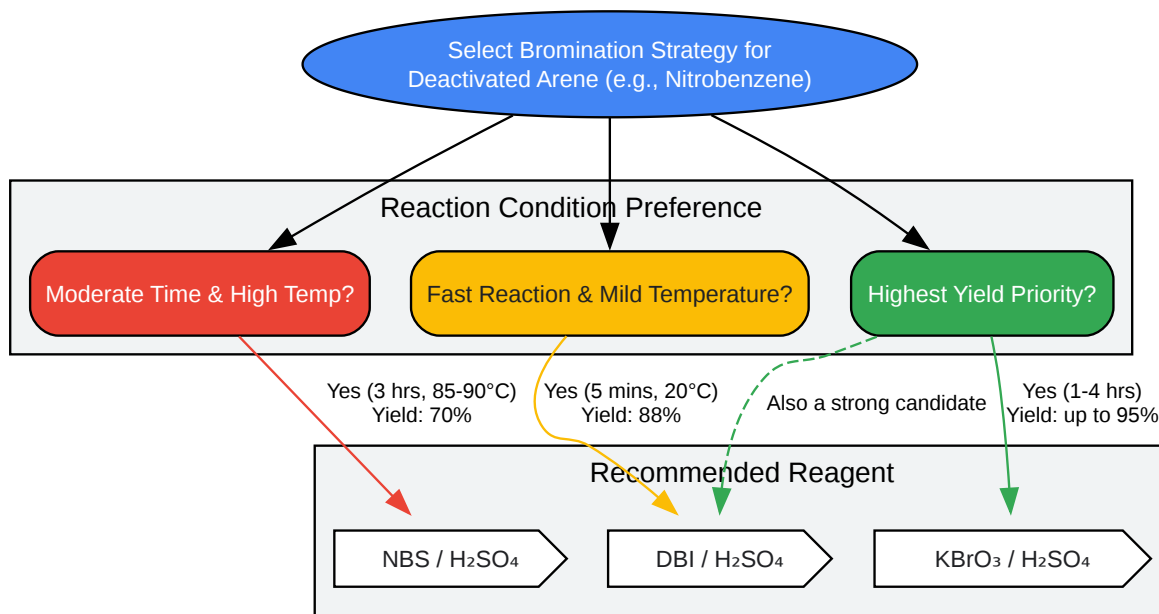 Select Bromination Strategy for
Deactivated Arene (e.g., Nitrobenzene)
Reaction Condition Preference
Moderate Time & High Temp?
Fast Reaction & Mild Temperature?
Highest Yield Priority?
Yes (3 hrs, 85-90°C)
Yield: 70%
Yes (5 mins, 20°C)
Yield: 88%
Also a strong candidate
Yes (1-4 hrs)
Yield: up to 95%
Recommended Reagent
NBS / H₂SO₄
DBI / H₂SO₄
KBrO₃ / H₂SO₄